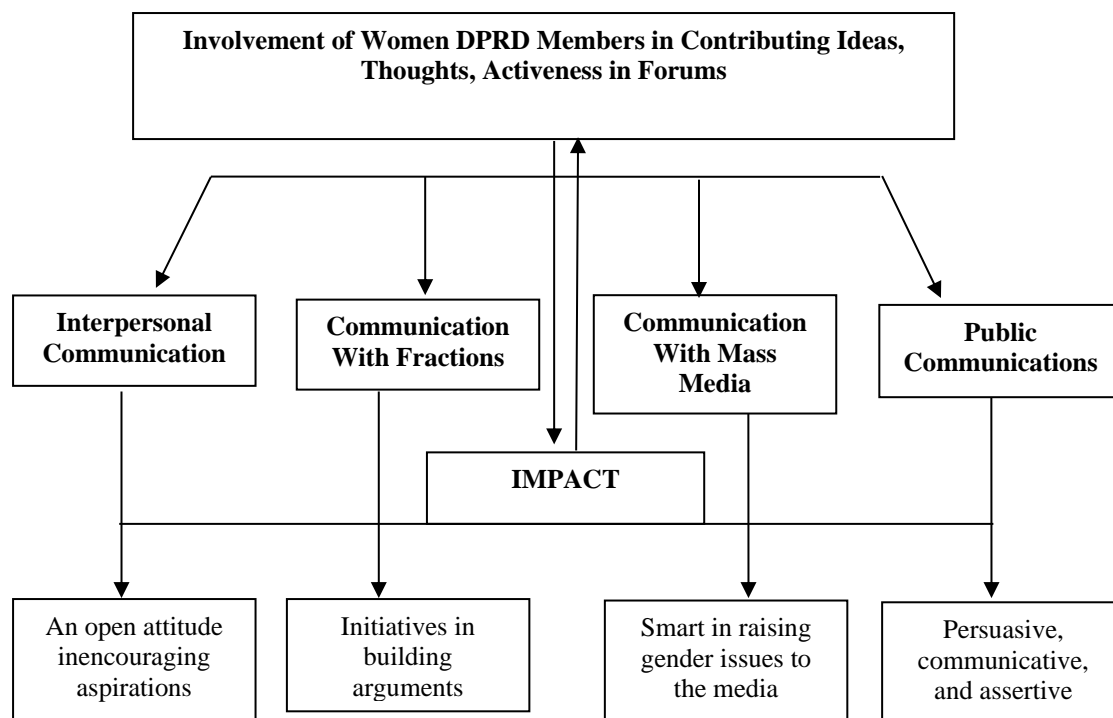 Involvement of Women DPRD Members in Contributing Ideas,
Thoughts, Activeness in Forums
Interpersonal
Communication
Communication
With Fractions
Communication
With Mass
Media
Public
Communications
IMPACT
An open attitude
inencouraging
aspirations
Initiatives in
building
arguments
Smart in raising
gender issues to
the media
Persuasive,
communicative,
and assertive